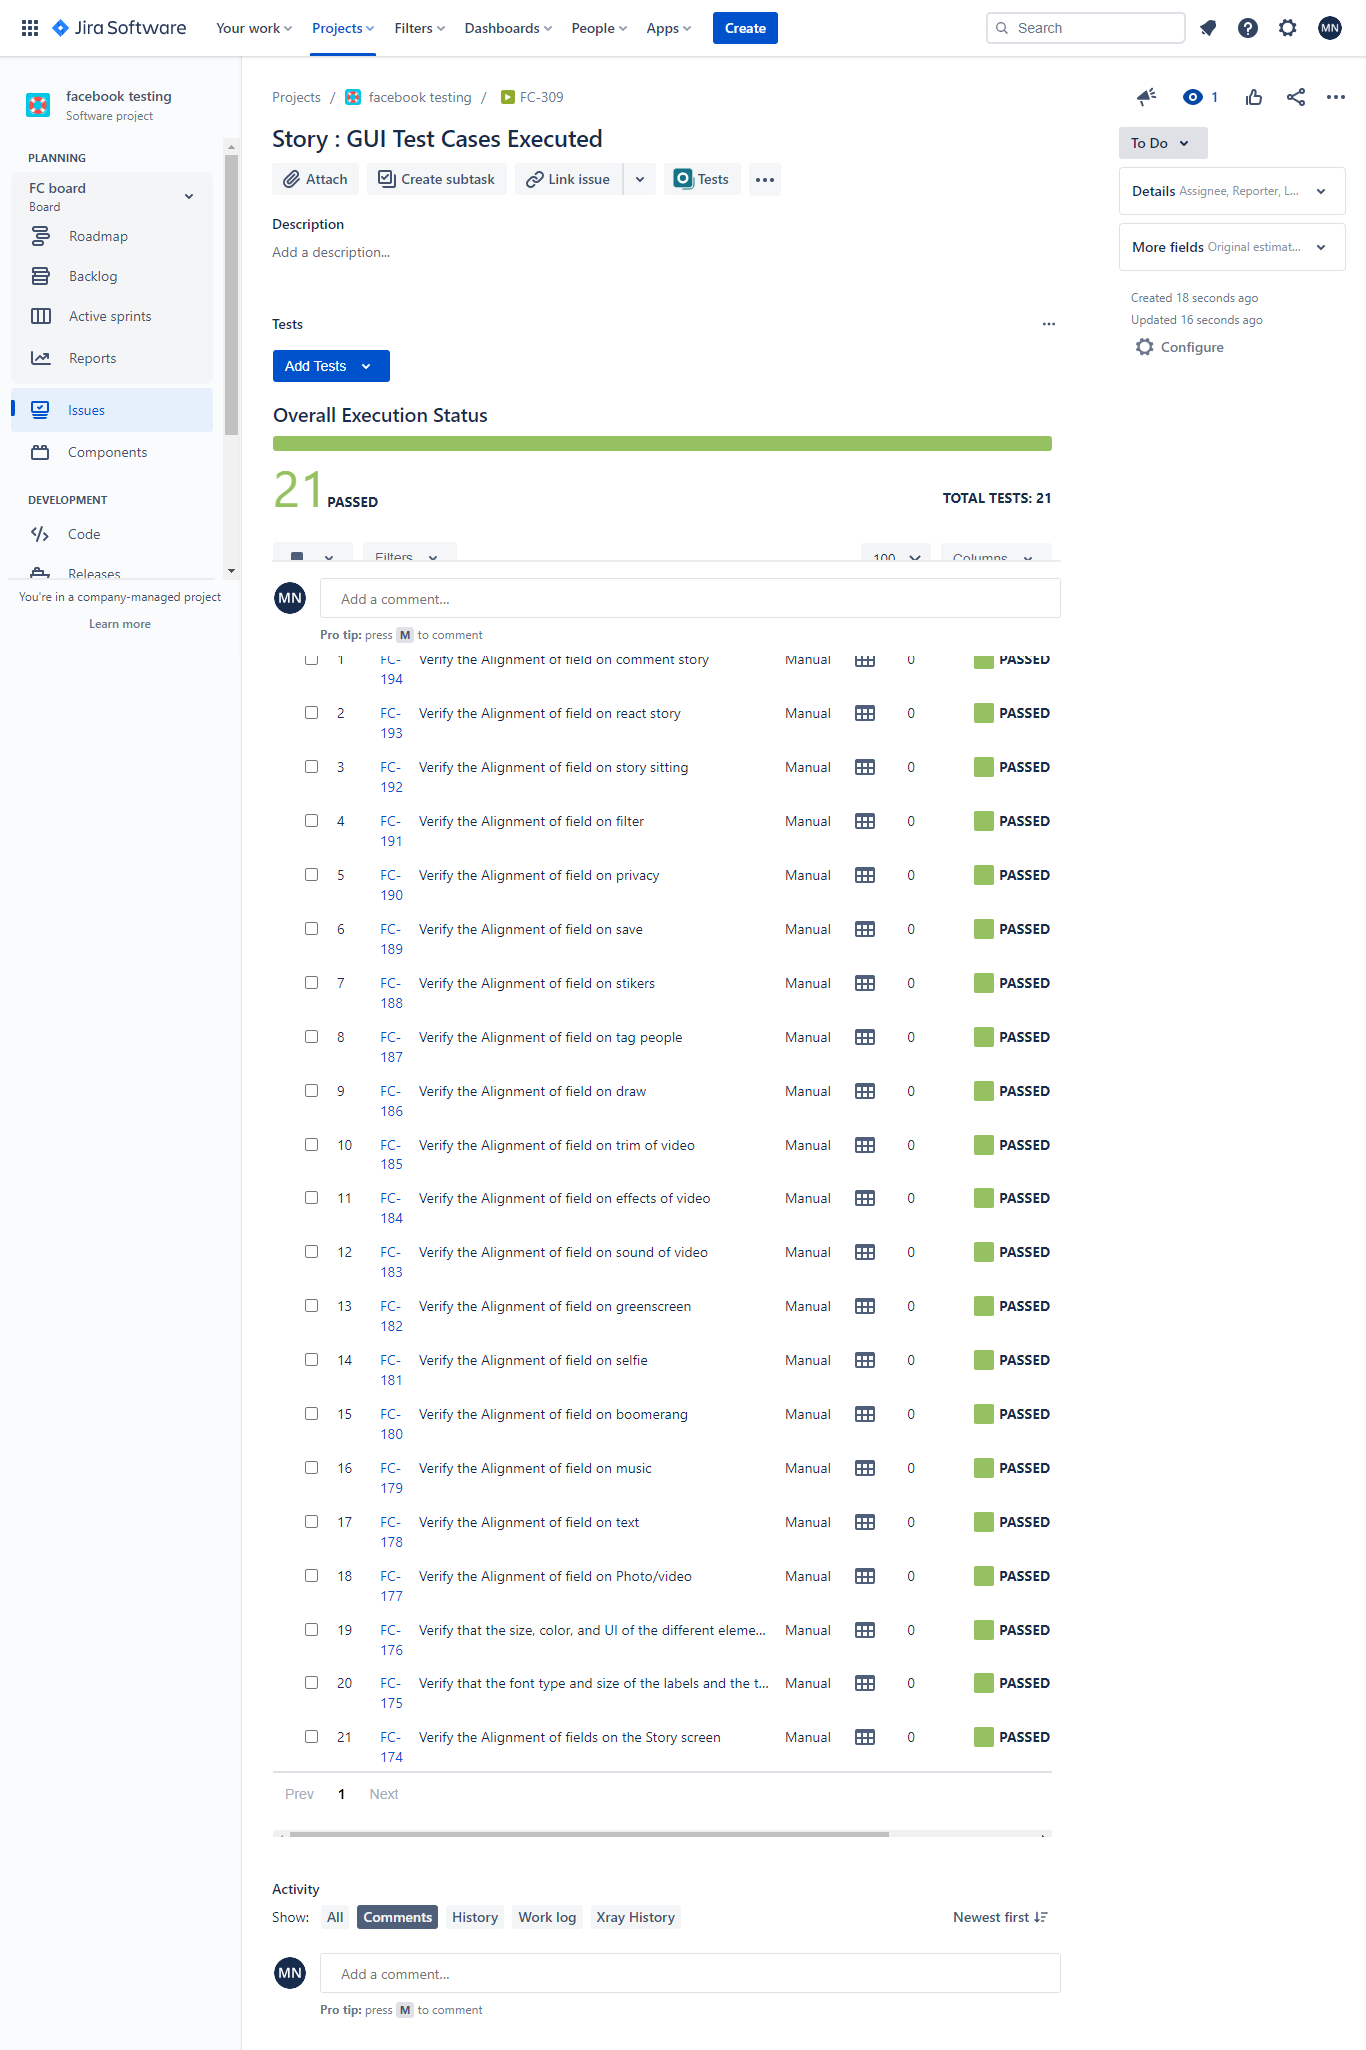 Jira Software Your work Projects Filters Dashboards People Apps Create Search MN
facebook testing
Software project
PLANNING
FC board
Board
Roadmap
Backlog
Active sprints
Reports
Issues
Components
DEVELOPMENT
Code
Releases
You're in a company-managed project
Learn more
Projects / facebook testing / FC-309
1
Story : GUI Test Cases Executed
Attach Create subtask Link issue Tests
Description
Add a description...
To Do
Details Assignee, Reporter, L...
More fields Original estimat...
Created 18 seconds ago
Updated 16 seconds ago
Configure
Tests
Add Tests
Overall Execution Status
21 PASSED TOTAL TESTS: 21
Filters 100 Columns
MN Add a comment...
Pro tip: press M to comment
1 FC-194 Verify the Alignment of field on comment story Manual 0 PASSED
2 FC-193 Verify the Alignment of field on react story Manual 0 PASSED
3 FC-192 Verify the Alignment of field on story sitting Manual 0 PASSED
4 FC-191 Verify the Alignment of field on filter Manual 0 PASSED
5 FC-190 Verify the Alignment of field on privacy Manual 0 PASSED
6 FC-189 Verify the Alignment of field on save Manual 0 PASSED
7 FC-188 Verify the Alignment of field on stikers Manual 0 PASSED
8 FC-187 Verify the Alignment of field on tag people Manual 0 PASSED
9 FC-186 Verify the Alignment of field on draw Manual 0 PASSED
10 FC-185 Verify the Alignment of field on trim of video Manual 0 PASSED
11 FC-184 Verify the Alignment of field on effects of video Manual 0 PASSED
12 FC-183 Verify the Alignment of field on sound of video Manual 0 PASSED
13 FC-182 Verify the Alignment of field on greenscreen Manual 0 PASSED
14 FC-181 Verify the Alignment of field on selfie Manual 0 PASSED
15 FC-180 Verify the Alignment of field on boomerang Manual 0 PASSED
16 FC-179 Verify the Alignment of field on music Manual 0 PASSED
17 FC-178 Verify the Alignment of field on text Manual 0 PASSED
18 FC-177 Verify the Alignment of field on Photo/video Manual 0 PASSED
19 FC-176 Verify that the size, color, and UI of the different eleme... Manual 0 PASSED
20 FC-175 Verify that the font type and size of the labels and the t... Manual 0 PASSED
21 FC-174 Verify the Alignment of fields on the Story screen Manual 0 PASSED
Prev 1 Next
Activity
Show: All Comments History Work log Xray History Newest first
MN Add a comment...
Pro tip: press M to comment